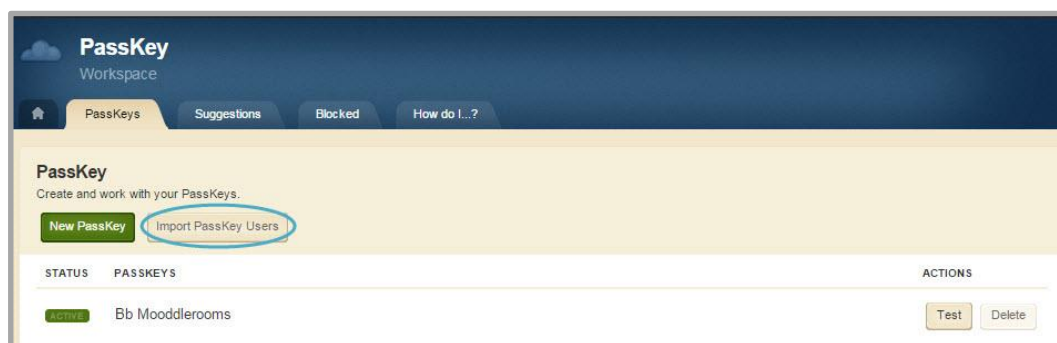 PassKey
Workspace
PassKeys Suggestions Blocked How do I...?
PassKey
Create and work with your PassKeys.
New PassKey Import PassKey Users
STATUS PASSKEYS ACTIONS
ACTIVE Bb Mooddlerooms Test Delete